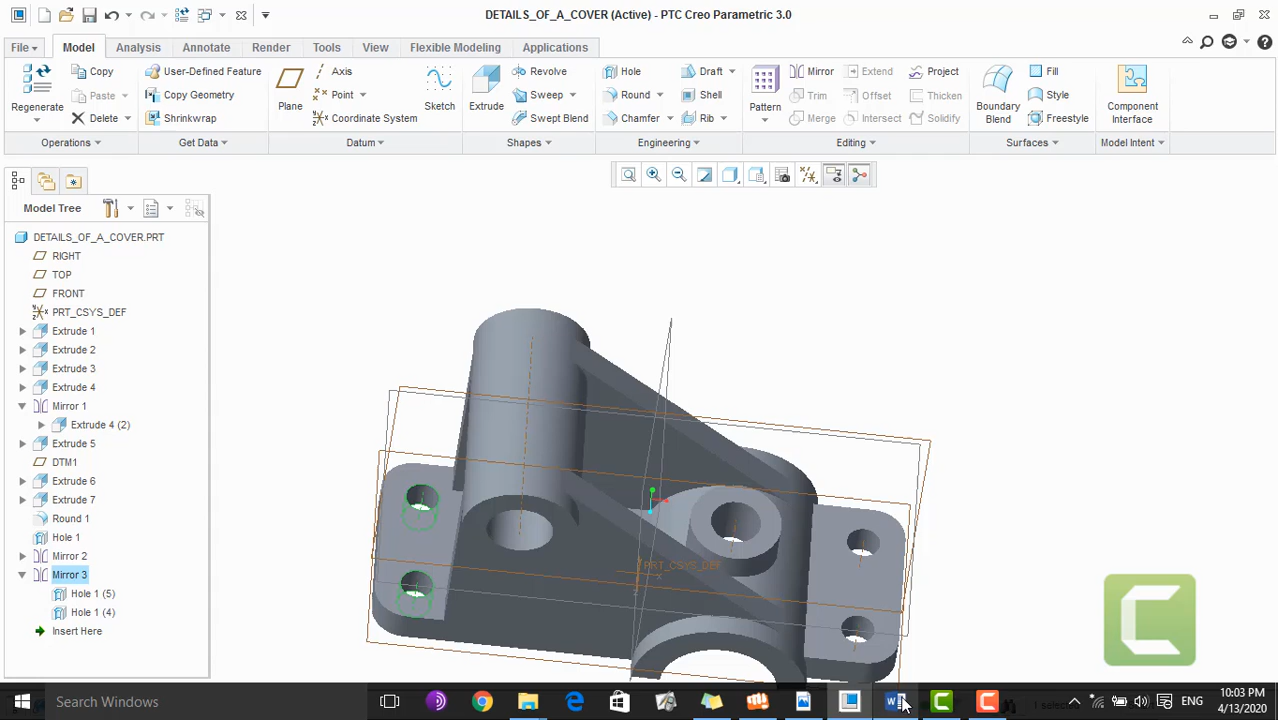 DETAILS_OF_A_COVER (Active) - PTC Creo Parametric 3.0
File Model Analysis Annotate Render Tools View Flexible Modeling Applications
Regenerate
Copy
Paste
Delete
Operations
User-Defined Feature
Copy Geometry
Shrinkwrap
Get Data
Plane
Axis
Point
Coordinate System
Sketch
Datum
Extrude
Revolve
Sweep
Swept Blend
Shapes
Hole
Round
Chamfer
Draft
Shell
Rib
Engineering
Pattern
Mirror
Trim
Merge
Extend
Offset
Intersect
Project
Thicken
Solidify
Editing
Boundary
Blend
Fill
Style
Freestyle
Surfaces
Component
Interface
Model Intent
Model Tree
DETAILS_OF_A_COVER.PRT
RIGHT
TOP
FRONT
PRT_CSYS_DEF
Extrude 1
Extrude 2
Extrude 3
Extrude 4
Mirror 1
Extrude 4 (2)
Extrude 5
DTM1
Extrude 6
Extrude 7
Round 1
Hole 1
Mirror 2
Mirror 3
Hole 1 (5)
Hole 1 (4)
Insert Here
PRT_CSYS_DEF
Search Windows
ENG
10:03 PM
4/13/2020